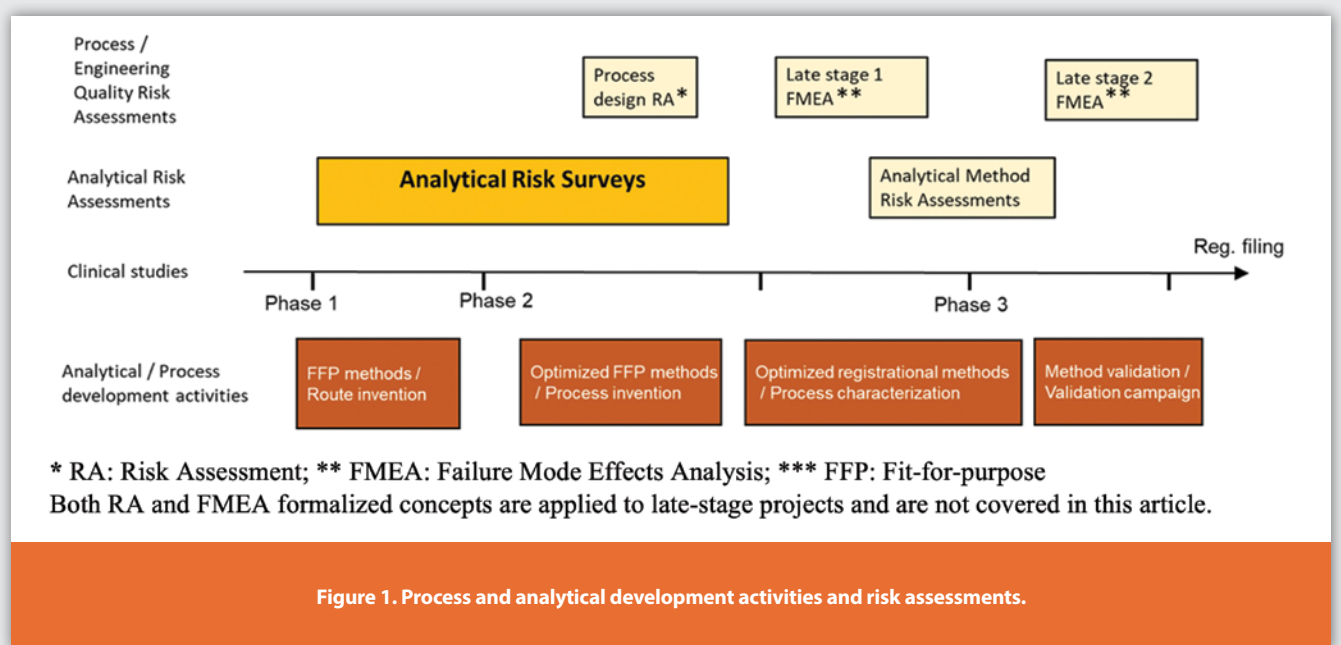 Process /
Engineering
Quality Risk
Assessments
Process
design RA*
Late stage 1
FMEA**
Late stage 2
FMEA**
Analytical Risk
Assessments
Analytical Risk Surveys
Analytical Method
Risk Assessments
Clinical studies
Reg. filing
Phase 1
Phase 2
Phase 3
Analytical / Process
development activities
FFP methods /
Route invention
Optimized FFP methods
/ Process invention
Optimized registrational methods
/ Process characterization
Method validation /
Validation campaign
* RA: Risk Assessment; ** FMEA: Failure Mode Effects Analysis; *** FFP: Fit-for-purpose
Both RA and FMEA formalized concepts are applied to late-stage projects and are not covered in this article.
Figure 1. Process and analytical development activities and risk assessments.